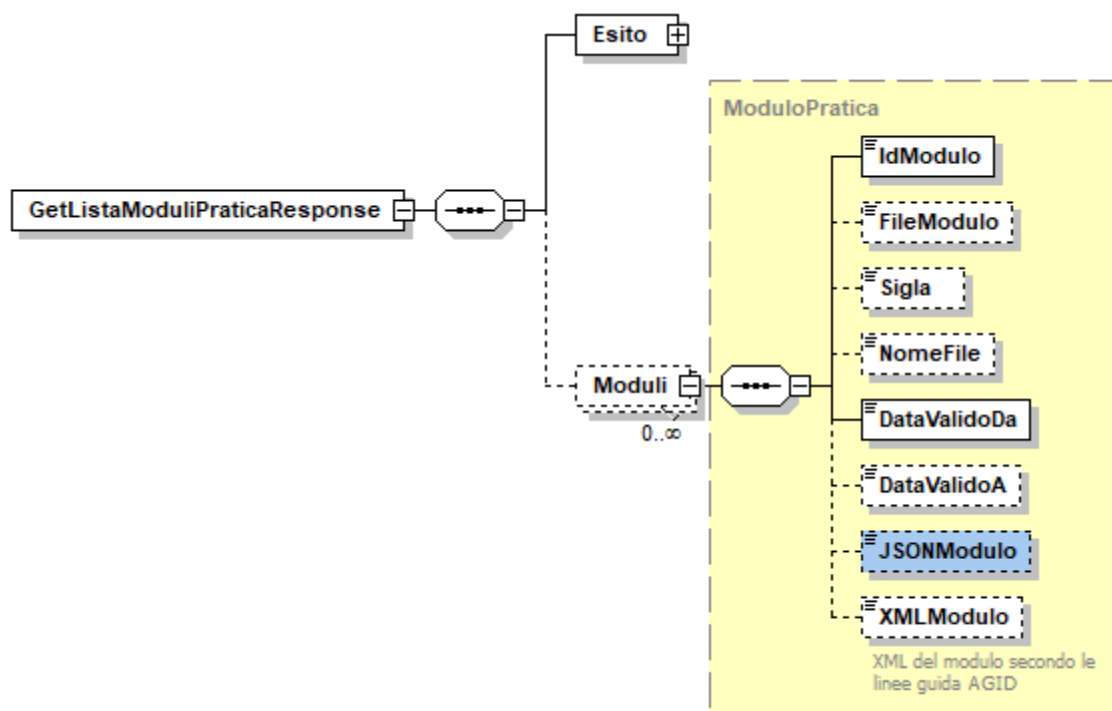 Esito
ModuloPratica
IdModulo
GetListaModuliPraticaResponse
FileModulo
Sigla
NomeFile
Moduli
0..∞
DataValidoDa
DataValidoA
JSONModulo
XMLModulo
XML del modulo secondo le
linee guida AGID